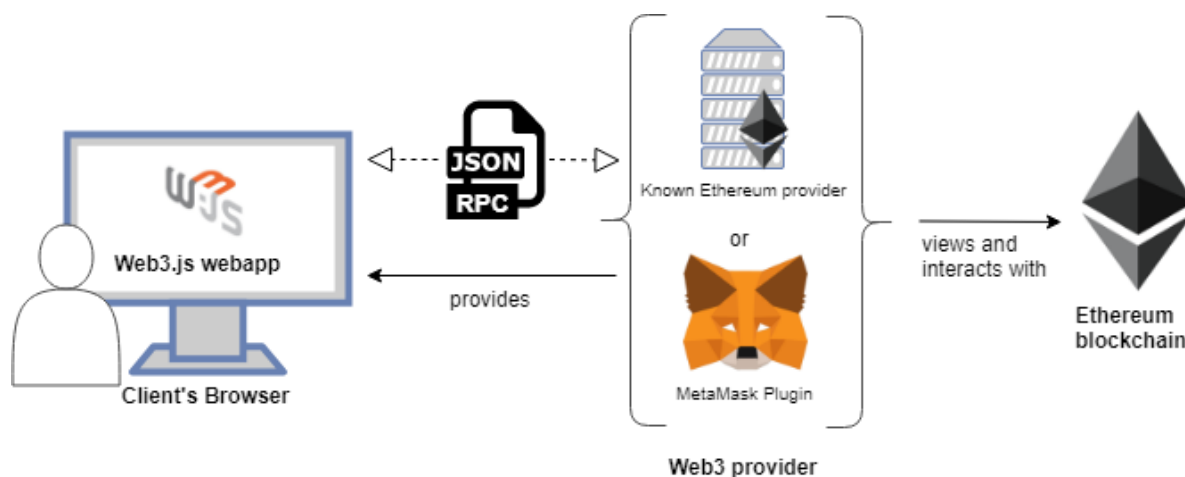 W3JS
Web3.js webapp
Client's Browser
JSON
RPC
provides
Known Ethereum provider
or
MetaMask Plugin
Web3 provider
views and
interacts with
Ethereum
blockchain